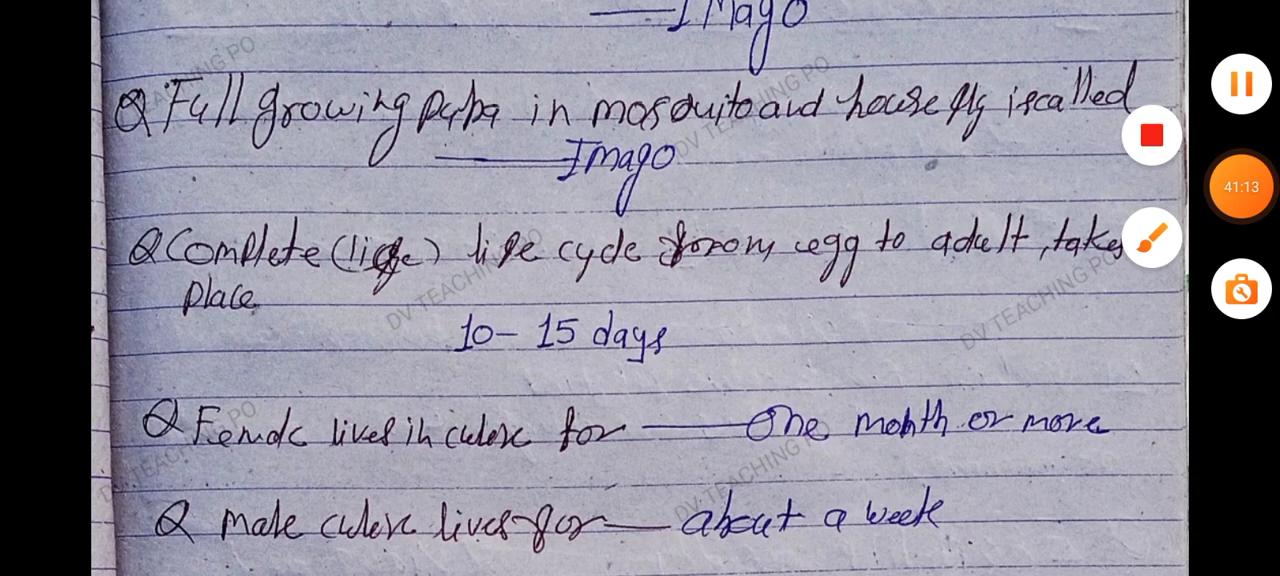 —IMago
Q Full growing pupa in mosquito and house fly is called
—Imago
Q Complete (lige) life cycle from egg to adult, takes
place
10- 15 days
Q Female lives in culex for — One month or more
Q male culex lives for — about a week
DV TEACHING PO
41:13